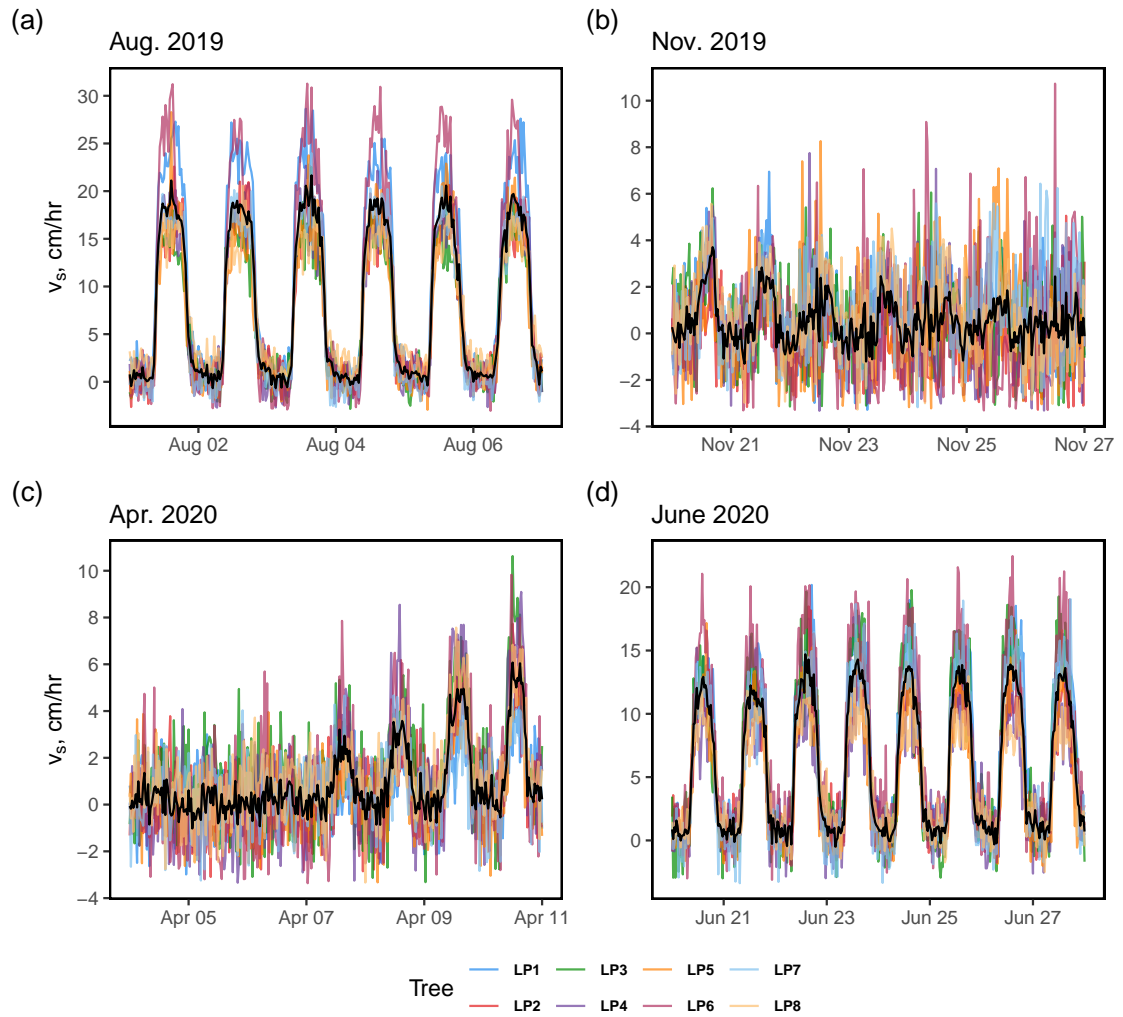 (a)
Aug. 2019
30
25
20
15
10
5
0
v_s, cm/hr
Aug 02
Aug 04
Aug 06
(b)
Nov. 2019
10
8
6
4
2
0
−2
−4
Nov 21
Nov 23
Nov 25
Nov 27
(c)
Apr. 2020
10
8
6
4
2
0
−2
−4
v_s, cm/hr
Apr 05
Apr 07
Apr 09
Apr 11
(d)
June 2020
20
15
10
5
0
Jun 21
Jun 23
Jun 25
Jun 27
Tree
LP1 LP3 LP5 LP7
LP2 LP4 LP6 LP8